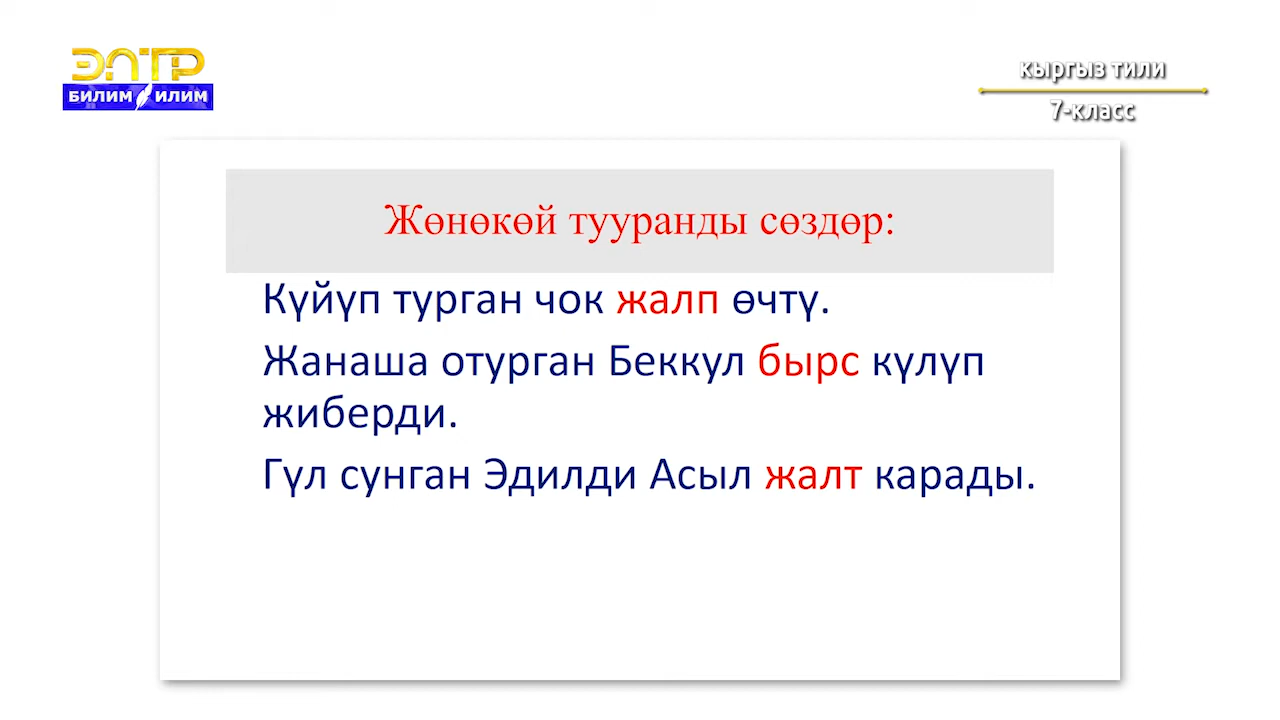 ЭЛТР
БИЛИМ ИЛИМ
кыргыз тили
7-класс
Жөнөкөй тууранды сөздөр:
Күйүп турган чок жалп өчтү.
Жанаша отурган Беккул бырс күлүп
жиберди.
Гүл сунган Эдилди Асыл жалт карады.